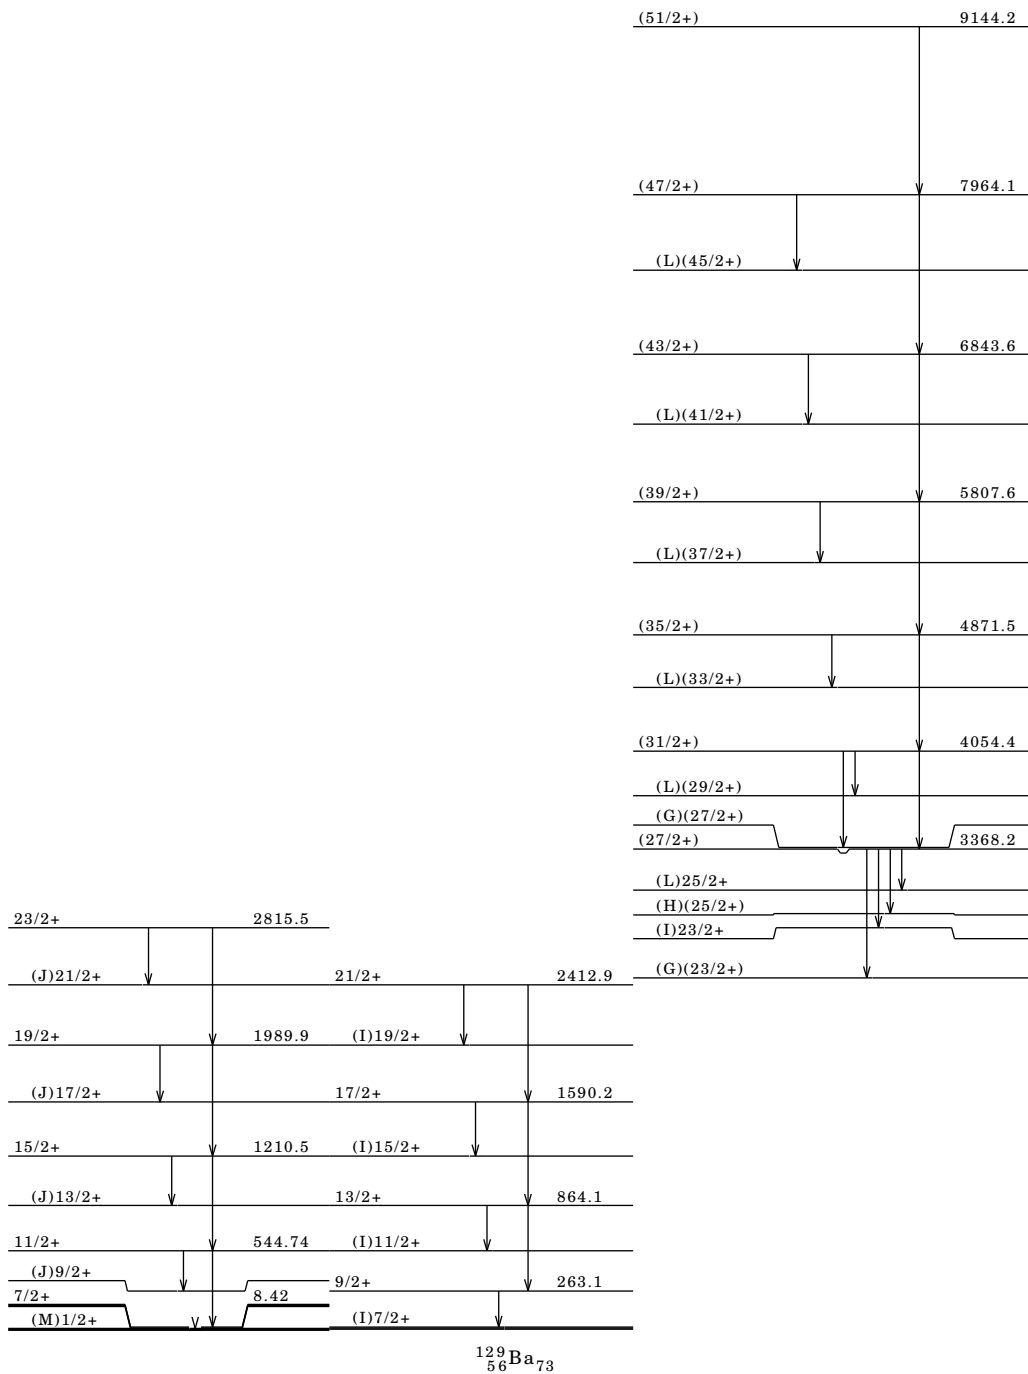 (51/2+) 9144.2
(47/2+) 7964.1
(L)(45/2+)
(43/2+) 6843.6
(L)(41/2+)
(39/2+) 5807.6
(L)(37/2+)
(35/2+) 4871.5
(L)(33/2+)
(31/2+) 4054.4
(L)(29/2+)
(G)(27/2+)
(27/2+) 3368.2
(L)25/2+
(H)(25/2+)
(I)23/2+
(G)(23/2+)
23/2+ 2815.5
(J)21/2+
19/2+ 1989.9
(J)17/2+
15/2+ 1210.5
(J)13/2+
11/2+ 544.74
(J)9/2+
7/2+ 8.42
(M)1/2+
21/2+ 2412.9
(I)19/2+
17/2+ 1590.2
(I)15/2+
13/2+ 864.1
(I)11/2+
9/2+ 263.1
(I)7/2+
¹²⁹₅₆Ba₇₃